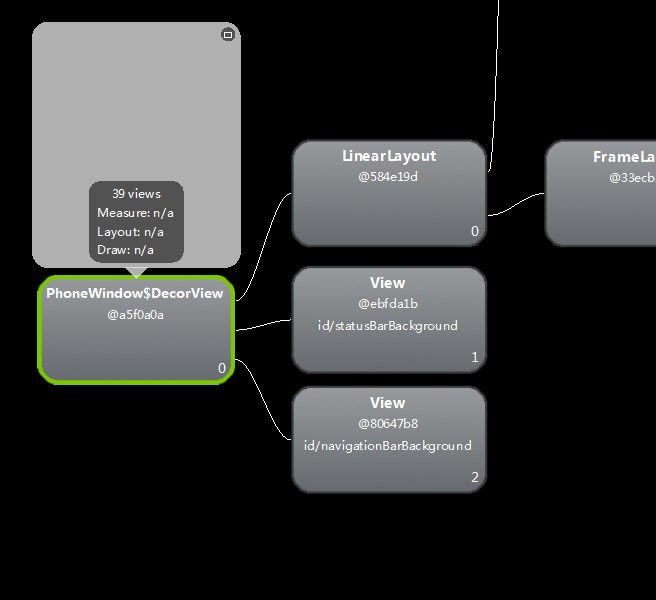 39 views
Measure: n/a
Layout: n/a
Draw: n/a
PhoneWindow$DecorView
@a5f0a0a
0
LinearLayout
@584e19d
0
View
@ebfda1b
id/statusBarBackground
1
View
@80647b8
id/navigationBarBackground
2
FrameLa
@33ecb